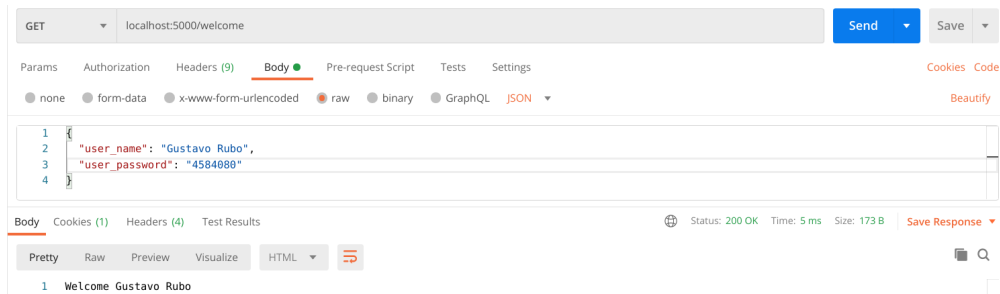 GET localhost:5000/welcome Send Save
Params Authorization Headers (9) Body Pre-request Script Tests Settings Cookies Code
none form-data x-www-form-urlencoded raw binary GraphQL JSON Beautify
1 {
2 "user_name": "Gustavo Rubo",
3 "user_password": "4584080"
4 }
Body Cookies (1) Headers (4) Test Results Status: 200 OK Time: 5 ms Size: 173 B Save Response
Pretty Raw Preview Visualize HTML
1 Welcome Gustavo Rubo